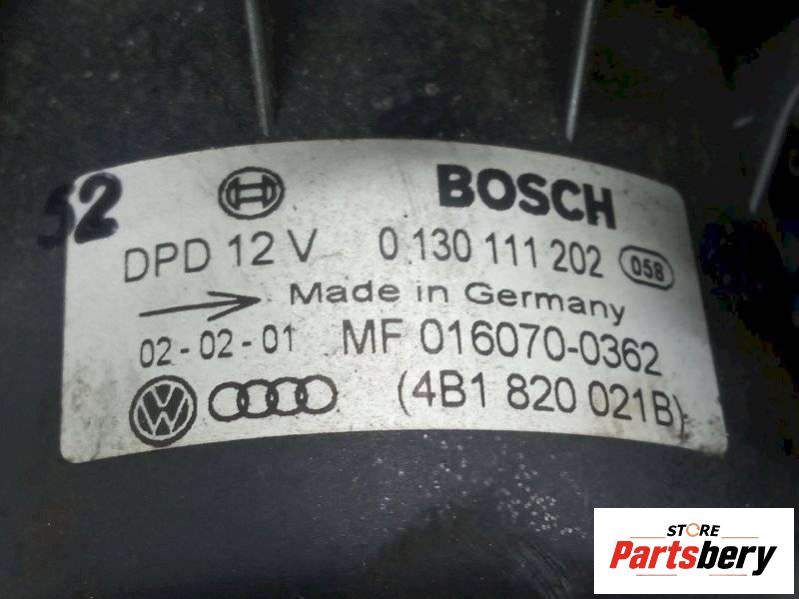 52
BOSCH
DPD 12 V 0 130 111 202 058
Made in Germany
02-02-01 MF 016070-0362
VW (4B1 820 021B)
STORE
Partsbery